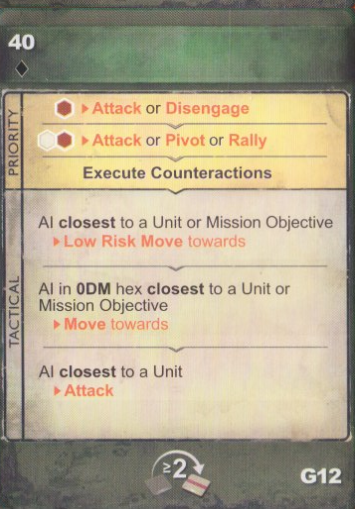 40
PRIORITY
▸Attack or Disengage
▸Attack or Pivot or Rally
Execute Counteractions
TACTICAL
AI closest to a Unit or Mission Objective
▸Low Risk Move towards
AI in 0DM hex closest to a Unit or
Mission Objective
▸Move towards
AI closest to a Unit
▸Attack
≥2
G12